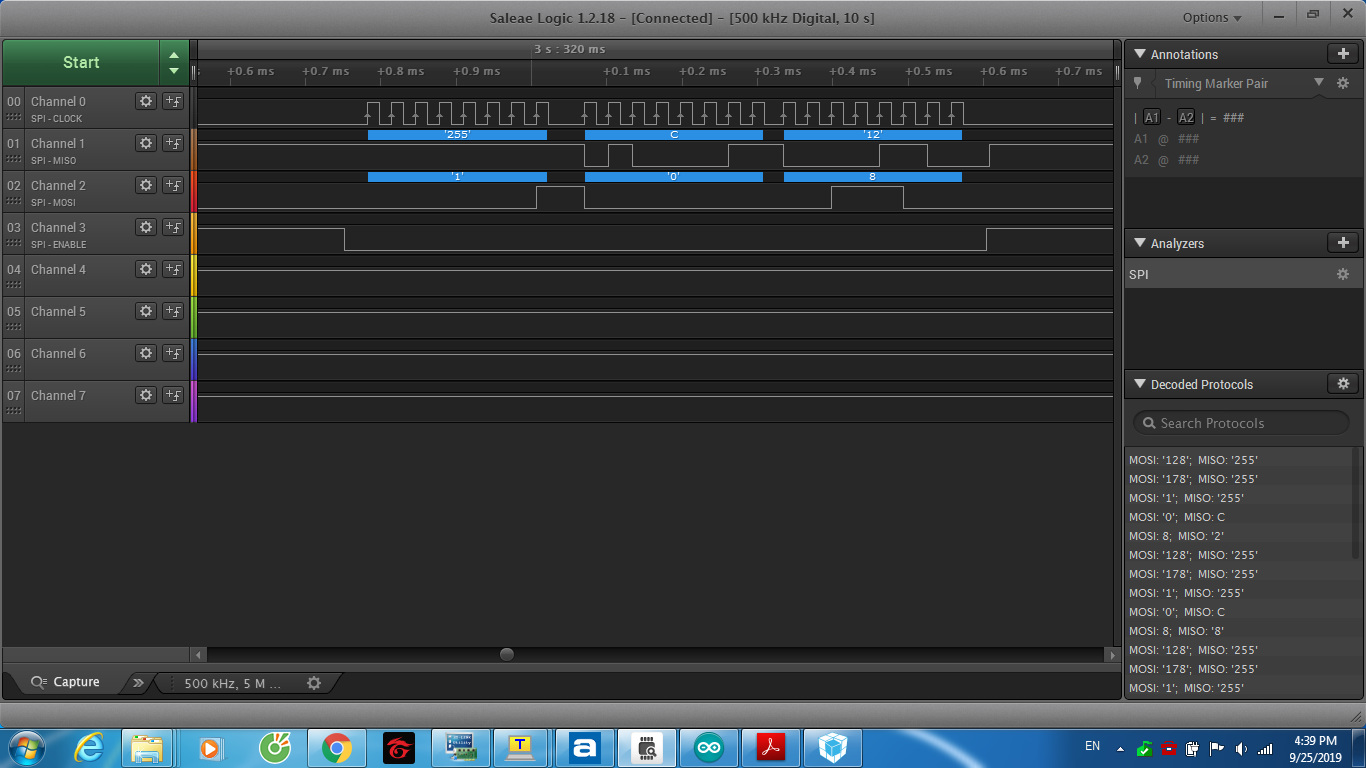 Saleae Logic 1.2.18 - [Connected] - [500 kHz Digital, 10 s]
Options
Start
3 s : 320 ms
+0.6 ms +0.7 ms +0.8 ms +0.9 ms +0.1 ms +0.2 ms +0.3 ms +0.4 ms +0.5 ms +0.6 ms +0.7 ms
00 Channel 0
SPI - CLOCK
'255' C '12'
01 Channel 1
SPI - MISO
'1' '0' 8
02 Channel 2
SPI - MOSI
03 Channel 3
SPI - ENABLE
04 Channel 4
05 Channel 5
06 Channel 6
07 Channel 7
Capture
500 kHz, 5 M ...
Annotations
Timing Marker Pair
| A1 - A2 | = ###
A1 @ ###
A2 @ ###
Analyzers
SPI
Decoded Protocols
Search Protocols
MOSI: '128'; MISO: '255'
MOSI: '178'; MISO: '255'
MOSI: '1'; MISO: '255'
MOSI: '0'; MISO: C
MOSI: 8; MISO: '2'
MOSI: '128'; MISO: '255'
MOSI: '178'; MISO: '255'
MOSI: '1'; MISO: '255'
MOSI: '0'; MISO: C
MOSI: 8; MISO: '8'
MOSI: '128'; MISO: '255'
MOSI: '178'; MISO: '255'
MOSI: '1'; MISO: '255'
EN
4:39 PM
9/25/2019